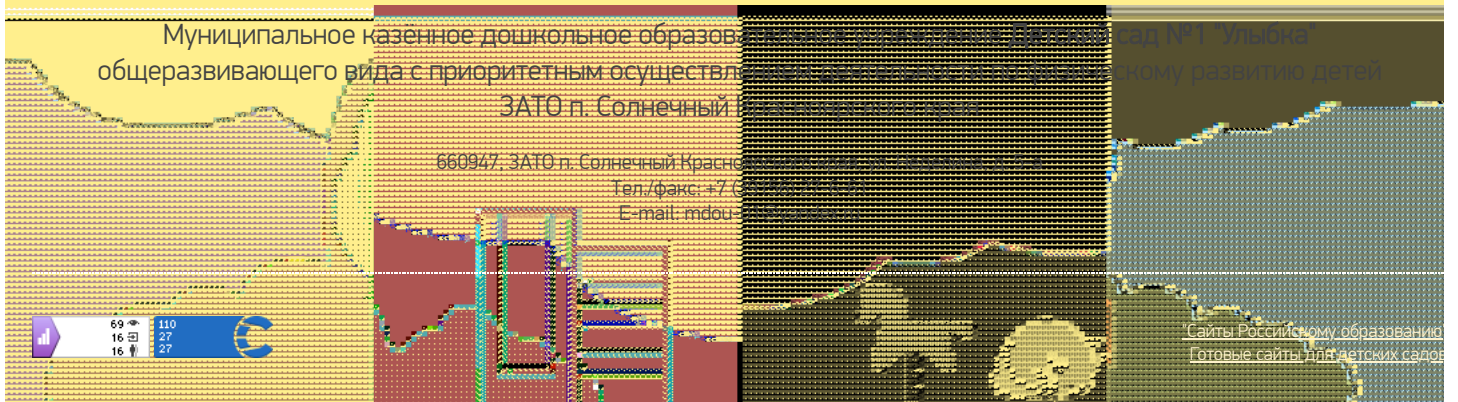 Муниципальное казённое дошкольное образовательное учреждение Детский сад №1 "Улыбка"
общеразвивающего вида с приоритетным осуществлением деятельности по физическому развитию детей
ЗАТО п. Солнечный Красноярского края
660947, ЗАТО п. Солнечный
Тел./факс: +7
E-mail:
69 110
16 27
16 27
"Сайты Российскому образованию"
Готовые сайты для детских садов